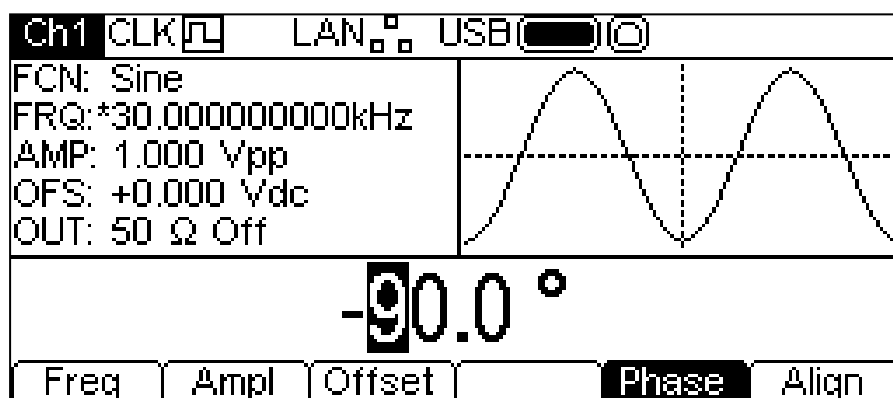 Ch1 CLK LAN USB
FCN: Sine
FRQ:*30.000000000kHz
AMP: 1.000 Vpp
OFS: +0.000 Vdc
OUT: 50 Ω Off
-90.0 °
Freq Ampl Offset Phase Align